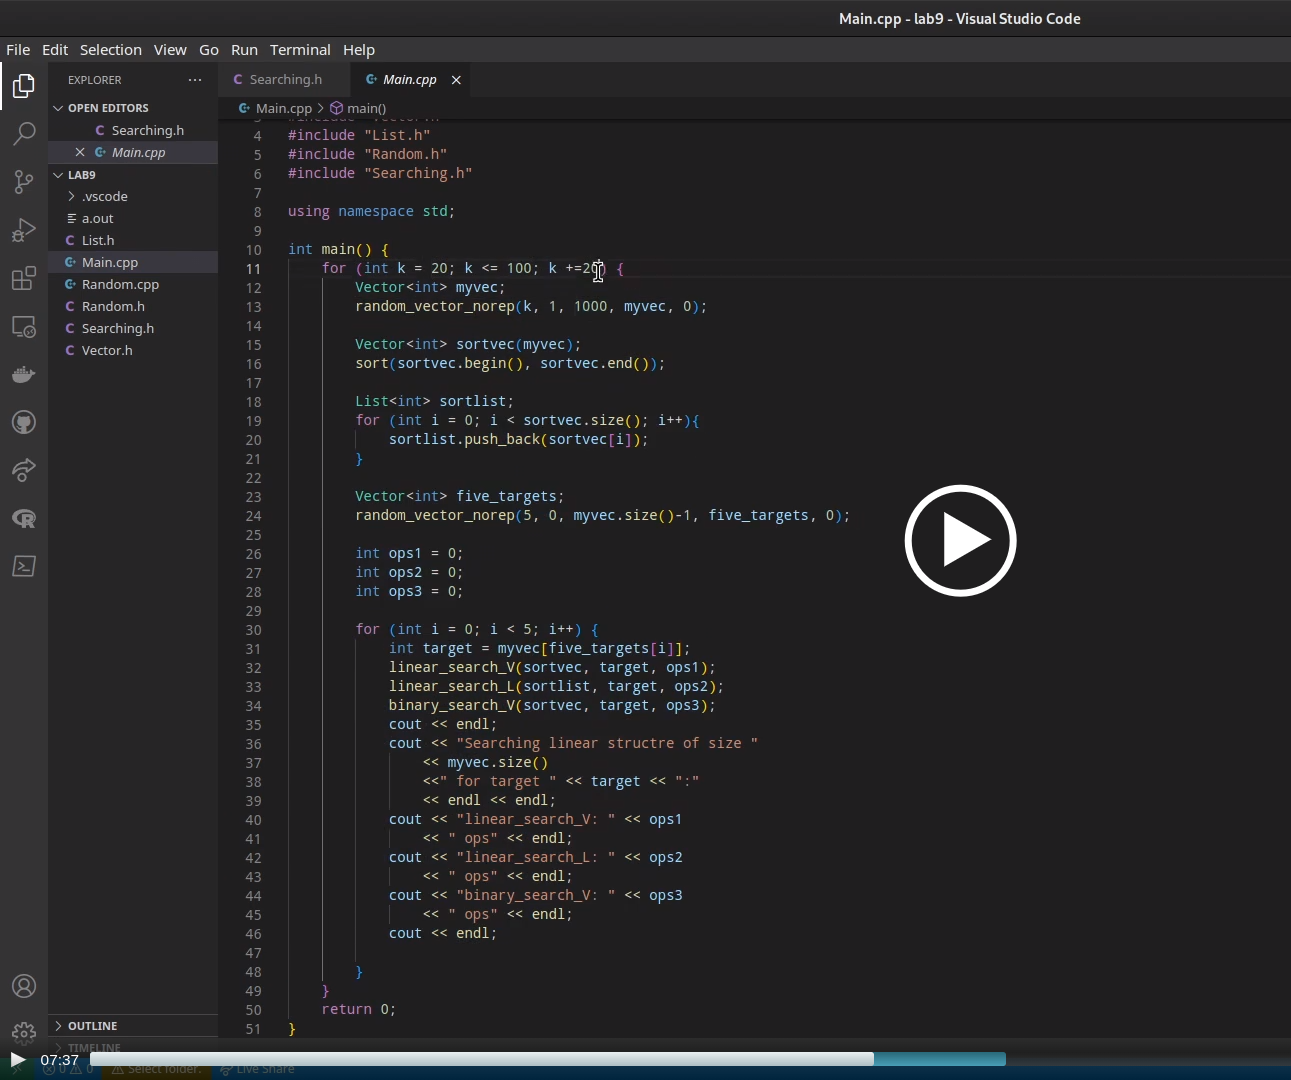 Main.cpp - lab9 - Visual Studio Code
File Edit Selection View Go Run Terminal Help
EXPLORER ...
OPEN EDITORS
Searching.h
Main.cpp
LAB9
.vscode
a.out
List.h
Main.cpp
Random.cpp
Random.h
Searching.h
Vector.h
OUTLINE
TIMELINE
Searching.h Main.cpp
Main.cpp > main()
3 #include "Vector.h"
4 #include "List.h"
5 #include "Random.h"
6 #include "Searching.h"
7
8 using namespace std;
9
10 int main() {
11 for (int k = 20; k <= 100; k +=20) {
12 Vector<int> myvec;
13 random_vector_norep(k, 1, 1000, myvec, 0);
14
15 Vector<int> sortvec(myvec);
16 sort(sortvec.begin(), sortvec.end());
17
18 List<int> sortlist;
19 for (int i = 0; i < sortvec.size(); i++){
20 sortlist.push_back(sortvec[i]);
21 }
22
23 Vector<int> five_targets;
24 random_vector_norep(5, 0, myvec.size()-1, five_targets, 0);
25
26 int ops1 = 0;
27 int ops2 = 0;
28 int ops3 = 0;
29
30 for (int i = 0; i < 5; i++) {
31 int target = myvec[five_targets[i]];
32 linear_search_V(sortvec, target, ops1);
33 linear_search_L(sortlist, target, ops2);
34 binary_search_V(sortvec, target, ops3);
35 cout << endl;
36 cout << "Searching linear structre of size "
37 << myvec.size()
38 <<" for target " << target << ":"
39 << endl << endl;
40 cout << "linear_search_V: " << ops1
41 << " ops" << endl;
42 cout << "linear_search_L: " << ops2
43 << " ops" << endl;
44 cout << "binary_search_V: " << ops3
45 << " ops" << endl;
46 cout << endl;
47
48 }
49 }
50 return 0;
51 }
07:37
0 0 Select folder. Live Share